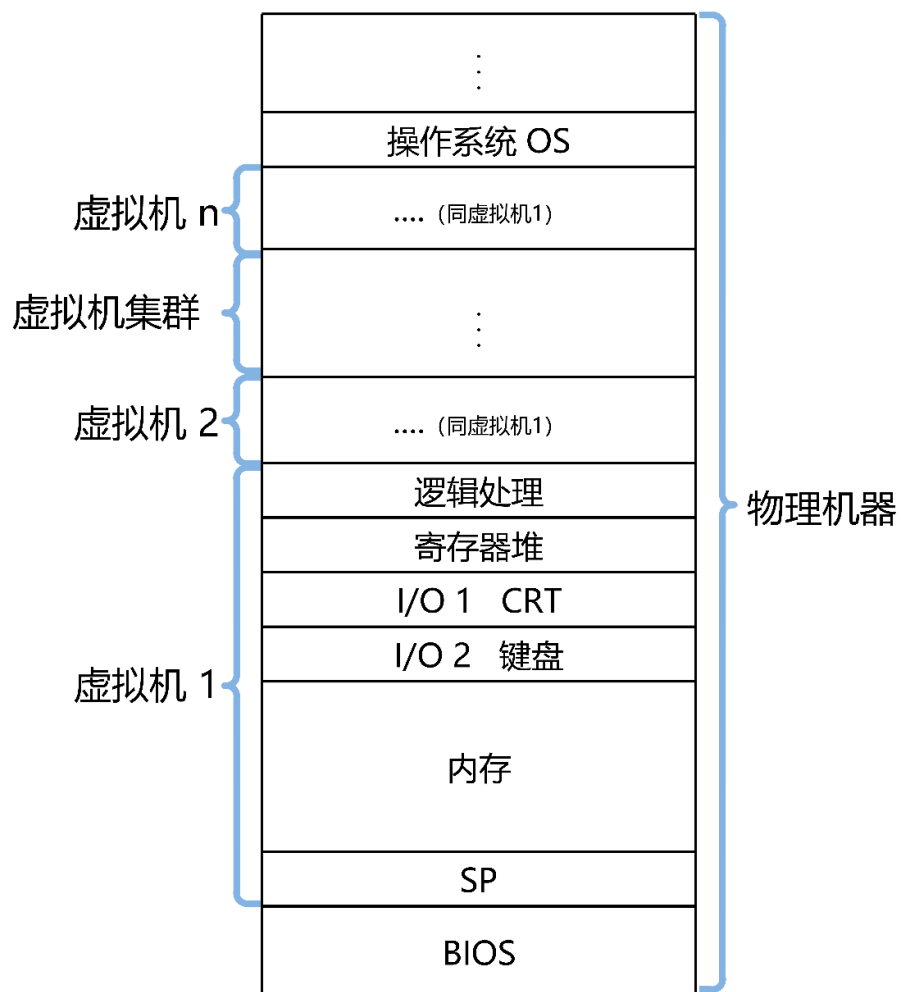 ⋮
操作系统 OS
虚拟机 n
.... (同虚拟机1)
虚拟机集群
⋮
虚拟机 2
.... (同虚拟机1)
逻辑处理
物理机器
寄存器堆
I/O 1 CRT
I/O 2 键盘
虚拟机 1
内存
SP
BIOS